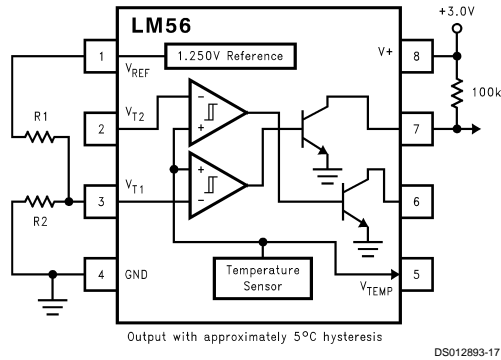 LM56
+3.0V
1
V_REF
1.250V Reference
V+
8
100k
R1
2
V_T2
-
+
7
R2
3
V_T1
+
-
6
4
GND
Temperature
Sensor
V_TEMP
5
Output with approximately 5°C hysteresis
DS012893-17